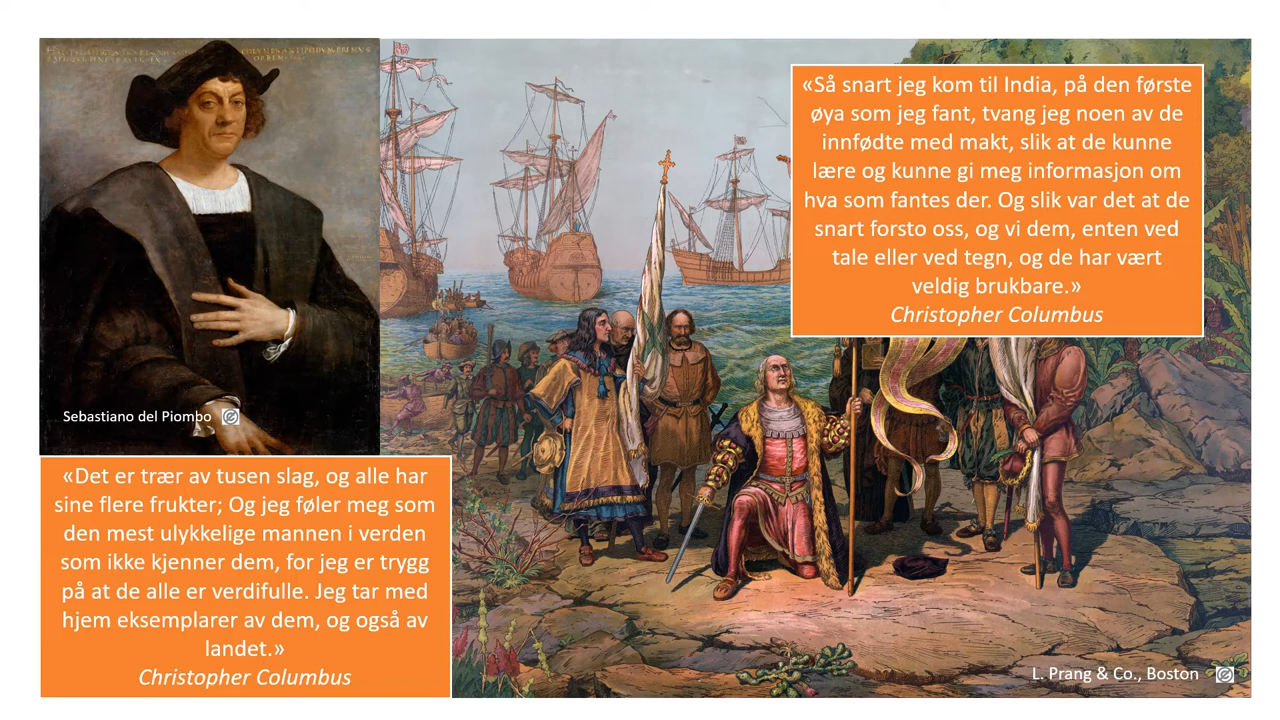 «Så snart jeg kom til India, på den første
øya som jeg fant, tvang jeg noen av de
innfødte med makt, slik at de kunne
lære og kunne gi meg informasjon om
hva som fantes der. Og slik var det at de
snart forsto oss, og vi dem, enten ved
tale eller ved tegn, og de har vært
veldig brukbare.»
Christopher Columbus
Sebastiano del Piombo
«Det er trær av tusen slag, og alle har
sine flere frukter; Og jeg føler meg som
den mest ulykkelige mannen i verden
som ikke kjenner dem, for jeg er trygg
på at de alle er verdifulle. Jeg tar med
hjem eksemplarer av dem, og også av
landet.»
Christopher Columbus
L. Prang & Co., Boston